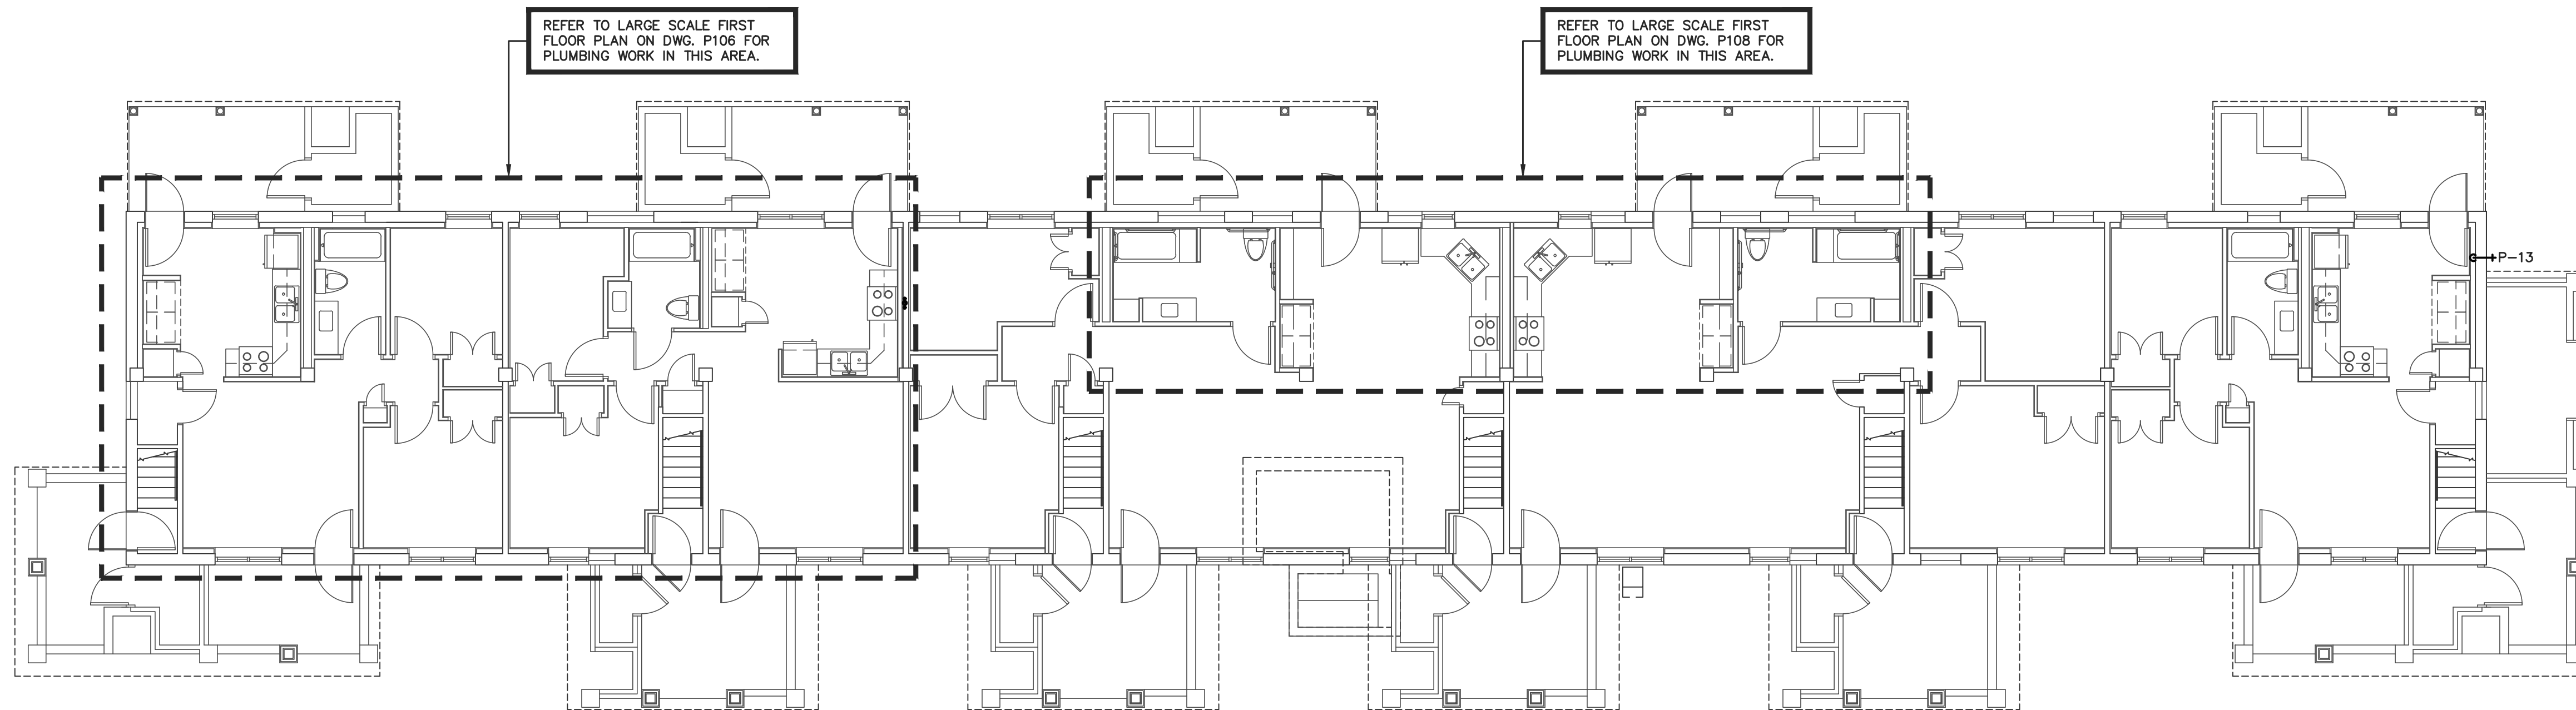 REFER TO LARGE SCALE FIRST
FLOOR PLAN ON DWG. P106 FOR
PLUMBING WORK IN THIS AREA.
REFER TO LARGE SCALE FIRST
FLOOR PLAN ON DWG. P108 FOR
PLUMBING WORK IN THIS AREA.
P-13